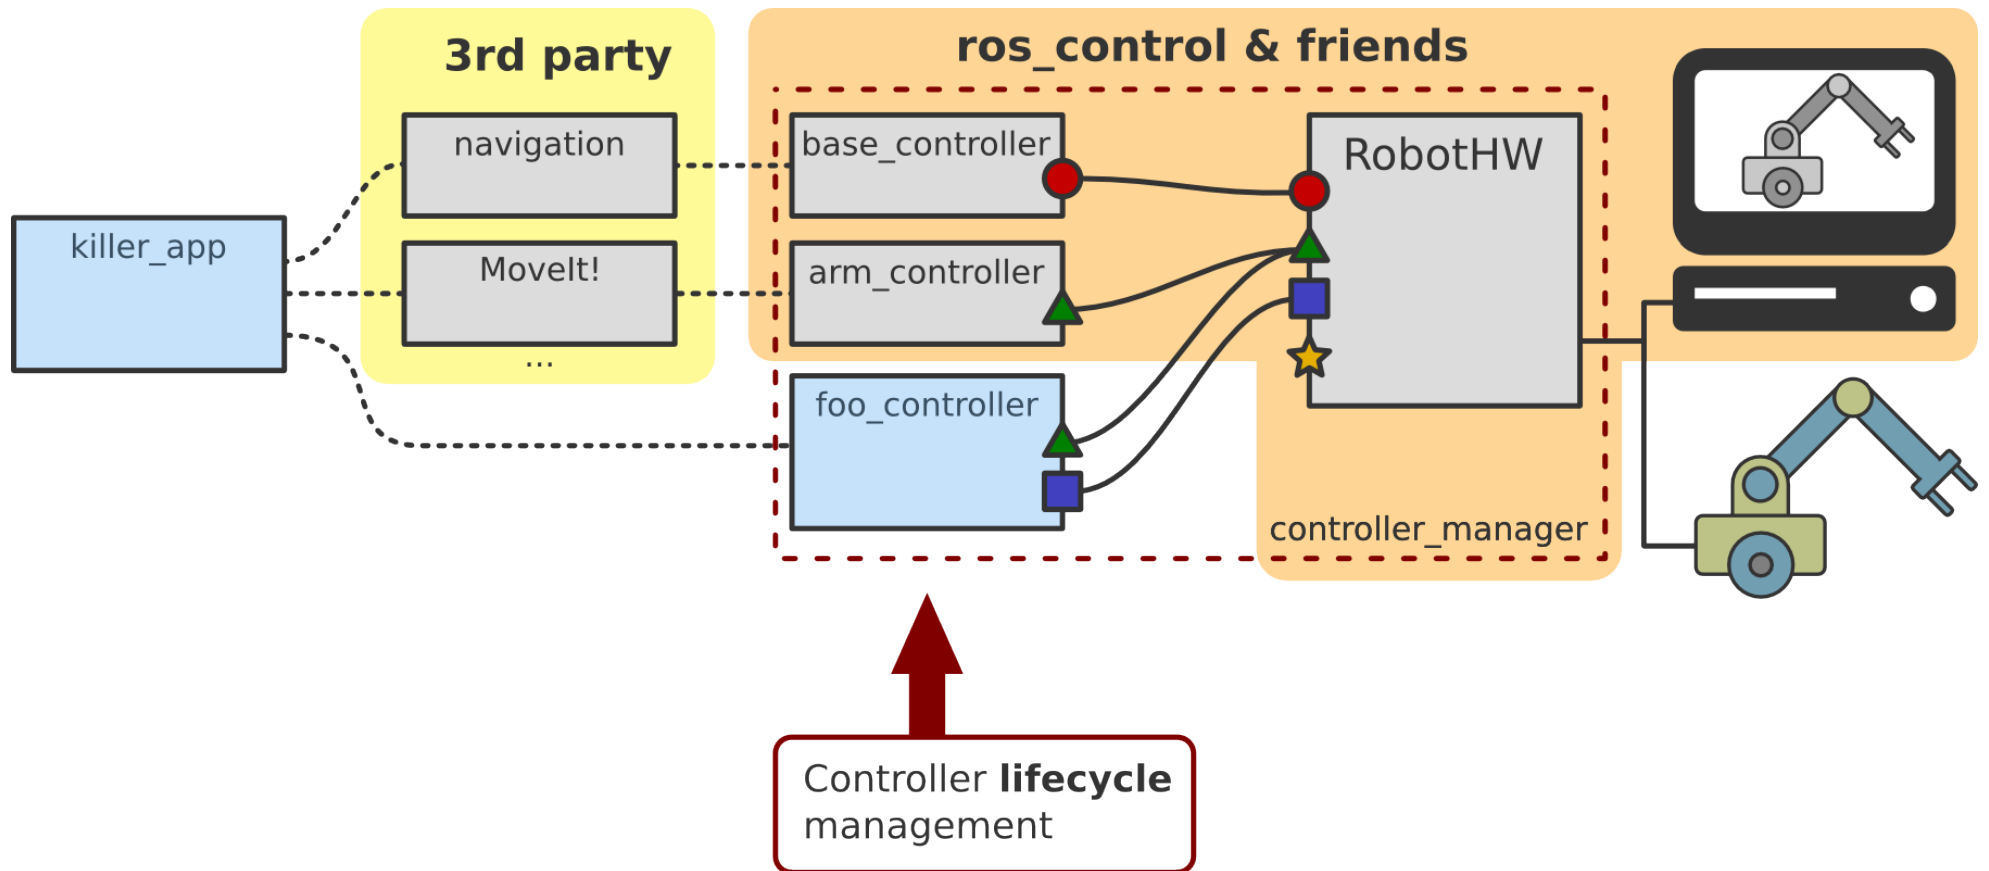 3rd party
ros_control & friends
navigation
base_controller
RobotHW
killer_app
MoveIt!
arm_controller
...
foo_controller
controller_manager
Controller lifecycle
management